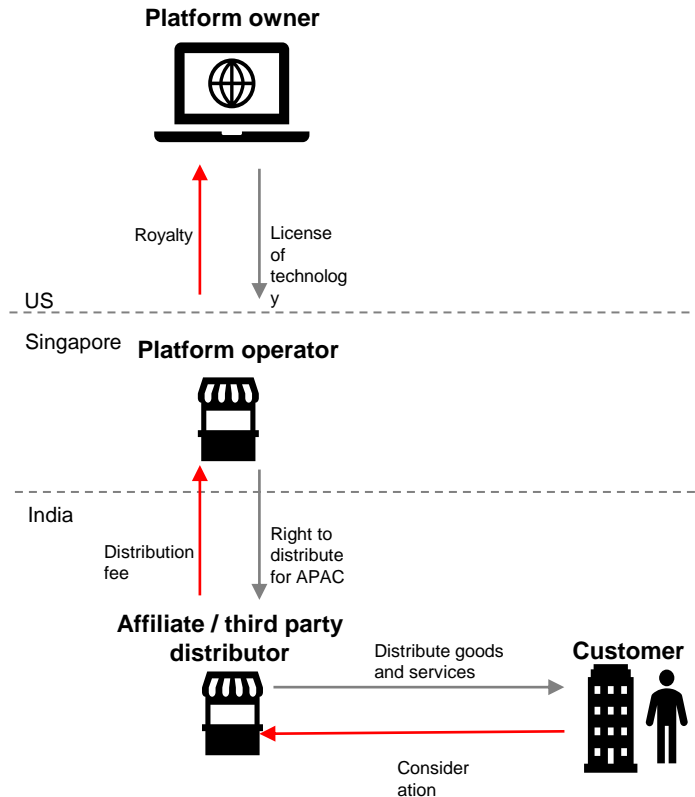 Platform owner
Royalty
License
of
technolog
y
US
Singapore
Platform operator
India
Distribution
fee
Right to
distribute
for APAC
Affiliate / third party
distributor
Distribute goods
and services
Customer
Consider
ation